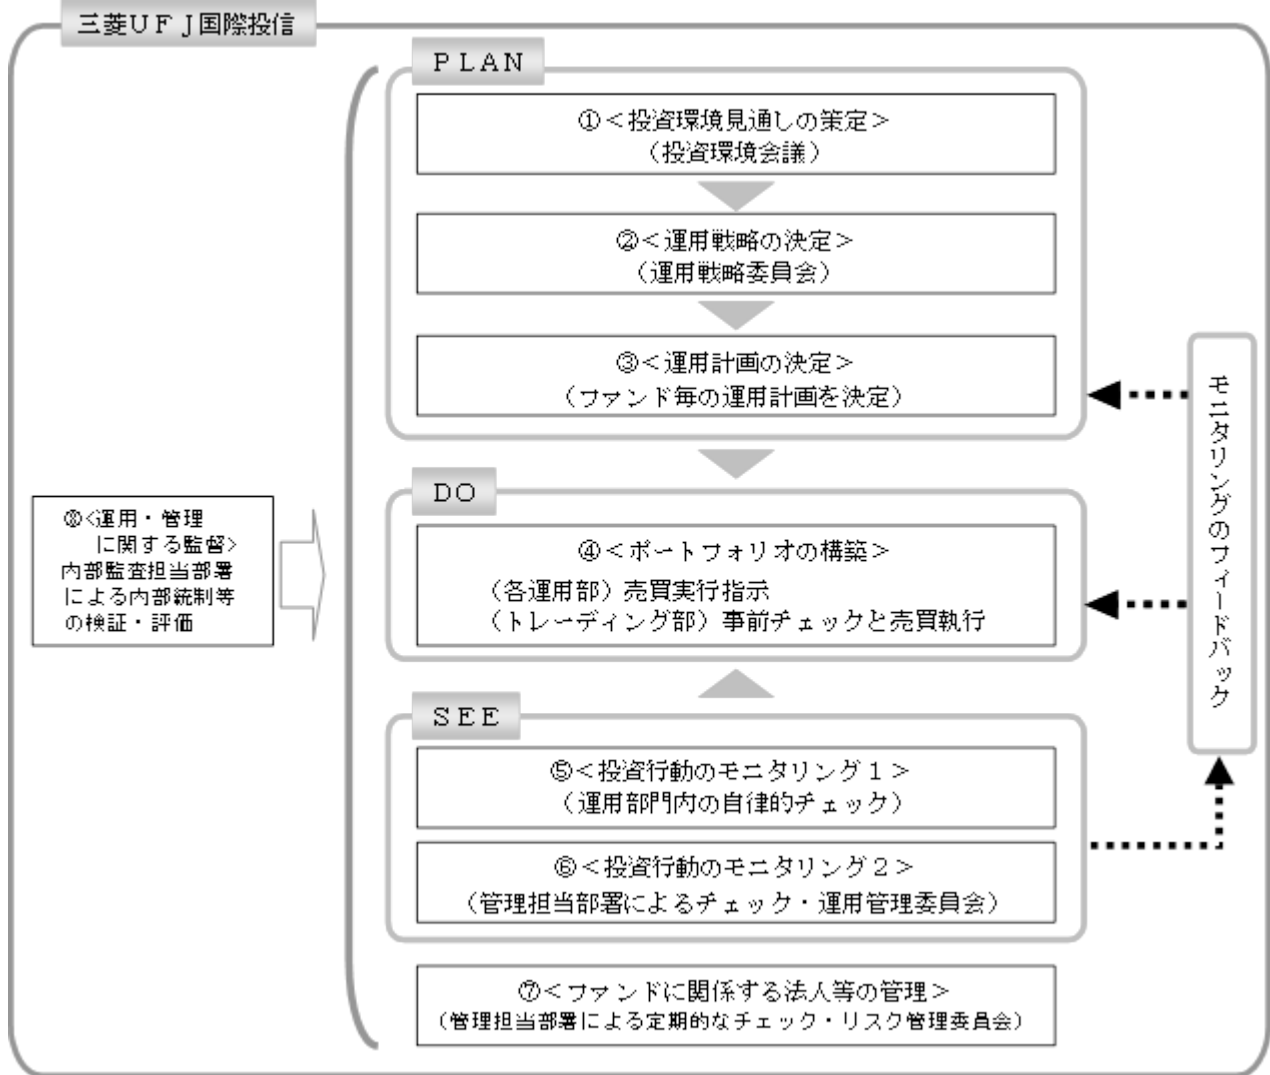 三菱ＵＦＪ国際投信
ＰＬＡＮ
①＜投資環境見通しの策定＞
（投資環境会議）
②＜運用戦略の決定＞
（運用戦略委員会）
③＜運用計画の決定＞
（ファンド毎の運用計画を決定）
ＤＯ
④＜ポートフォリオの構築＞
（各運用部）売買実行指示
（トレーディング部）事前チェックと売買執行
ＳＥＥ
⑤＜投資行動のモニタリング１＞
（運用部門内の自律的チェック）
⑥＜投資行動のモニタリング２＞
（管理担当部署によるチェック・運用管理委員会）
⑦＜ファンドに関係する法人等の管理＞
（管理担当部署による定期的なチェック・リスク管理委員会）
⑧<運用・管理
に関する監督>
内部監査担当部署
による内部統制等
の検証・評価
モニタリングのフィードバック